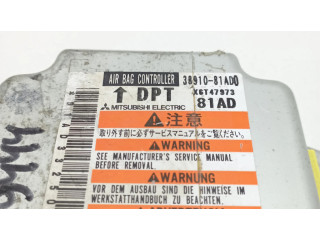 AIR BAG CONTROLLER 38910-81AD0
↑ DPT X6T47973
MITSUBISHI ELECTRIC 81AD
⚠注意
取り外す前に必ずサービスマニュアルをご覧ください。
⚠WARNING
SEE MANUFACTURER'S SERVICE MANUAL
BEFORE REMOVAL.
⚠WARNUNG
VOR DEM AUSBAU SIND DIE HINWEISE IM
WERKSTATTHANDBUCH ZU BEACHTEN.